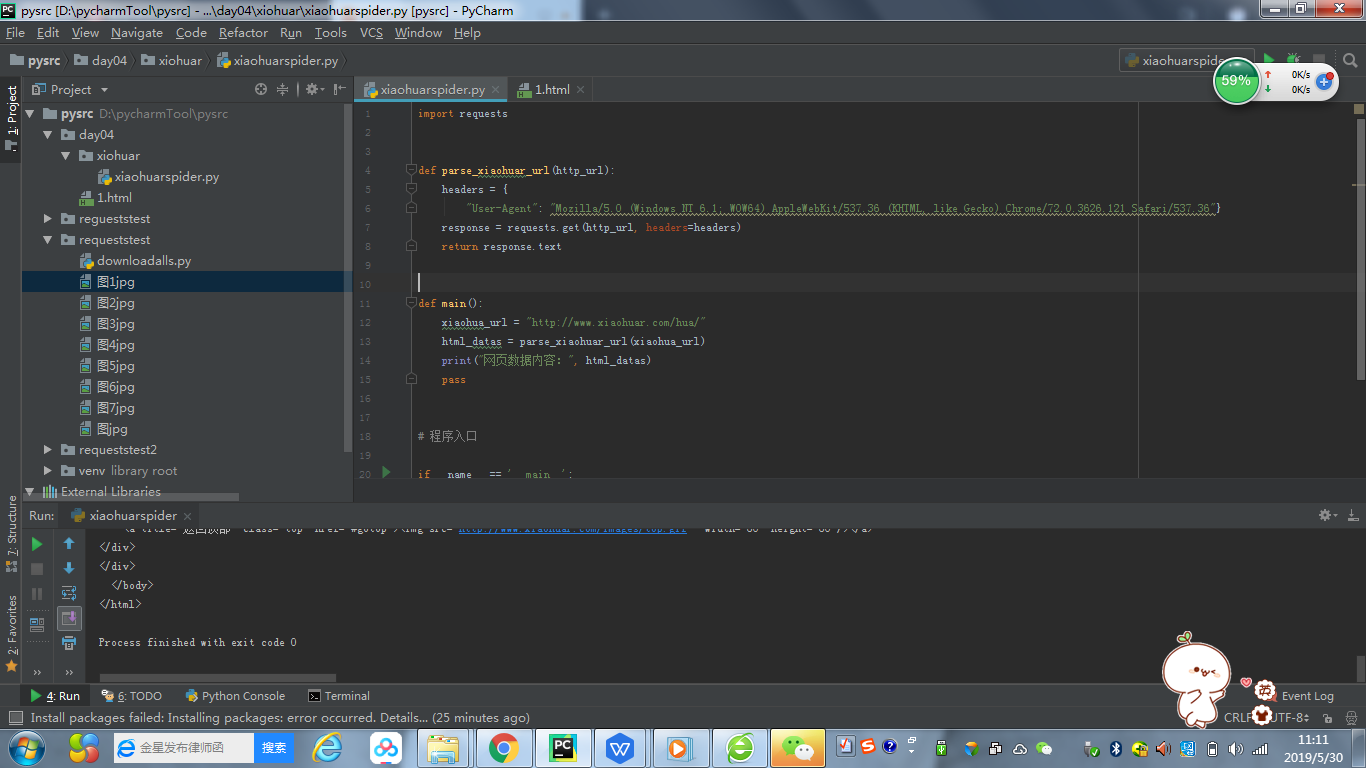 pysrc [D:\pycharmTool\pysrc] - ...\day04\xiohuar\xiaohuarspider.py [pysrc] - PyCharm
File Edit View Navigate Code Refactor Run Tools VCS Window Help
pysrc day04 xiohuar xiaohuarspider.py
59% 0K/s
0K/s
1: Project
Project
xiaohuarspider.py 1.html
pysrc D:\pycharmTool\pysrc
day04
xiohuar
xiaohuarspider.py
1.html
regueststest
requeststest
downloadalls.py
图1jpg
图2jpg
图3jpg
图4jpg
图5jpg
图6jpg
图7jpg
图jpg
requeststest2
venv library root
External Libraries
1 import requests
2
3
4 def parse_xiaohuar_url(http_url):
5 headers = {
6 "User-Agent": "Mozilla/5.0 (Windows NT 6.1; WOW64) AppleWebKit/537.36 (KHTML, like Gecko) Chrome/72.0.3626.121 Safari/537.36"}
7 response = requests.get(http_url, headers=headers)
8 return response.text
9
10
11 def main():
12 xiaohua_url = "http://www.xiaohuar.com/hua/"
13 html_datas = parse_xiaohuar_url(xiaohua_url)
14 print("网页数据内容: ", html_datas)
15 pass
16
17
18 # 程序入口
19
20 if __name__ == '__main__':
7: Structure
2: Favorites
Run: xiaohuarspider
</div>
</div>
</body>
</html>
Process finished with exit code 0
4: Run 6: TODO Python Console Terminal Event Log
Install packages failed: Installing packages: error occurred. Details... (25 minutes ago)
CRLF UTF-8
金星发布律师函 搜索
11:11
2019/5/30